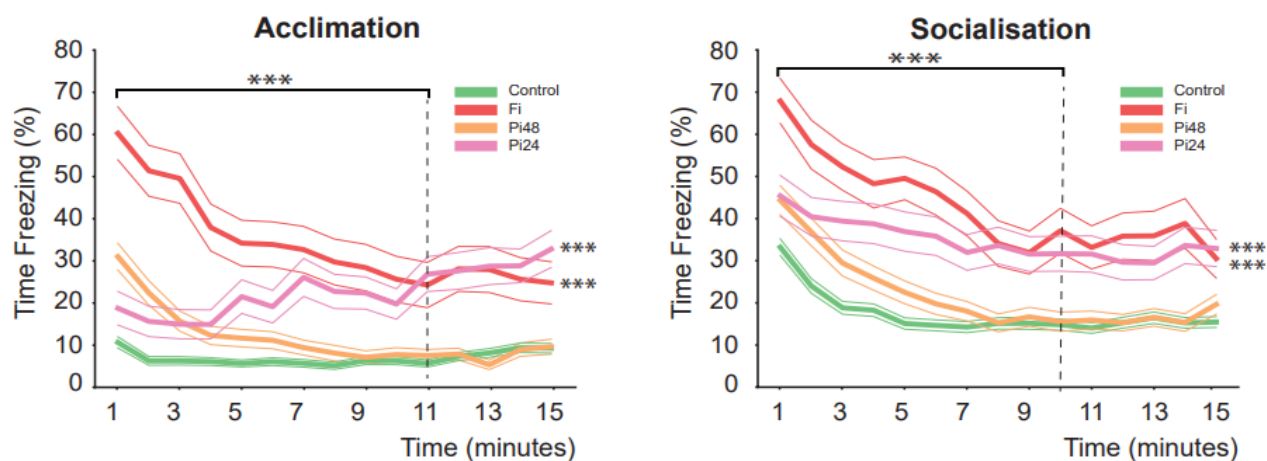 Acclimation
80
70
60
50
40
30
20
10
0
Time Freezing (%)
***
Control
Fi
Pi48
Pi24
***
***
1 3 5 7 9 11 13 15
Time (minutes)
Socialisation
80
70
60
50
40
30
20
10
0
Time Freezing (%)
***
Control
Fi
Pi48
Pi24
***
***
1 3 5 7 9 11 13 15
Time (minutes)